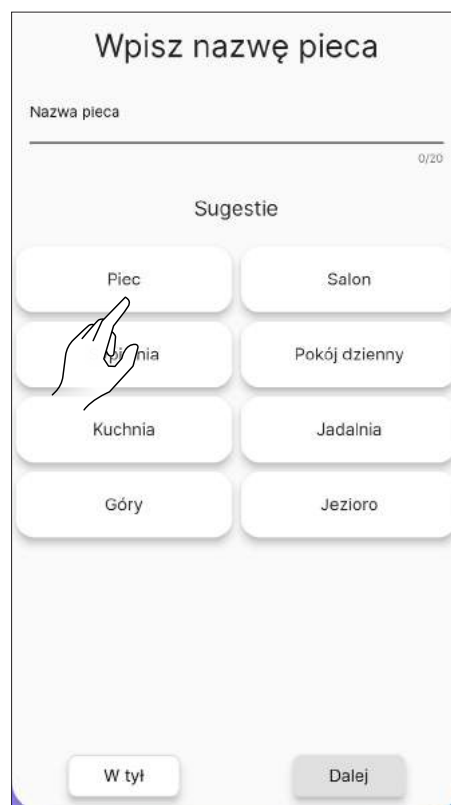 Wpisz nazwę pieca
Nazwa pieca
0/20
Sugestie
Piec Salon
Pokój dzienny
Kuchnia Jadalnia
Góry Jezioro
W tył Dalej